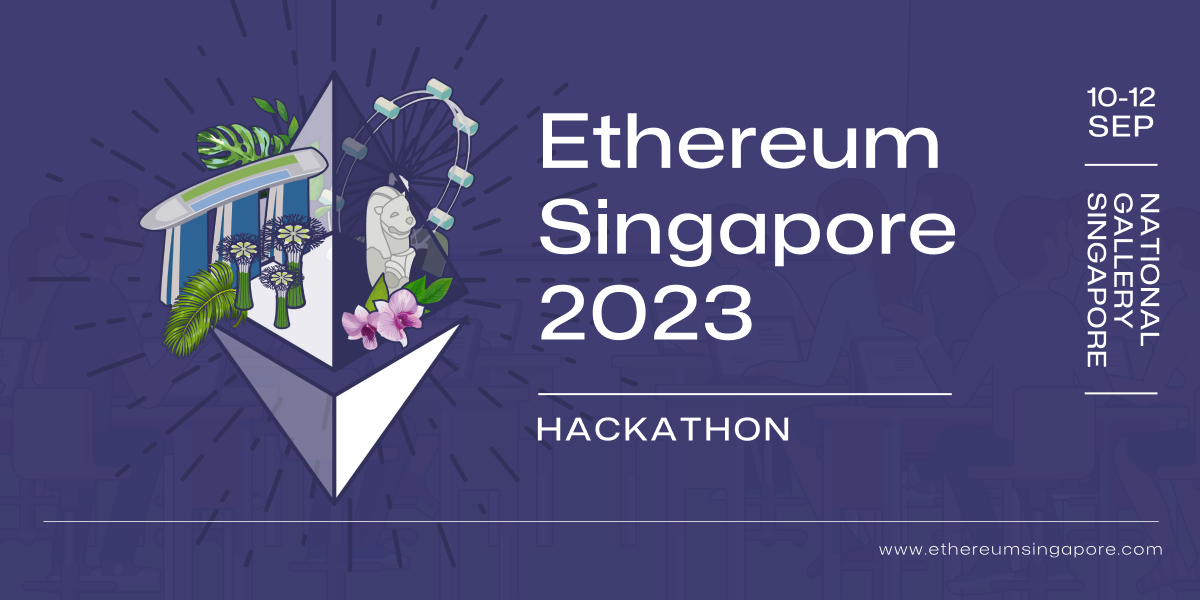 Ethereum
Singapore
2023
HACKATHON
10-12
SEP
NATIONAL
GALLERY
SINGAPORE
www.ethereumsingapore.com